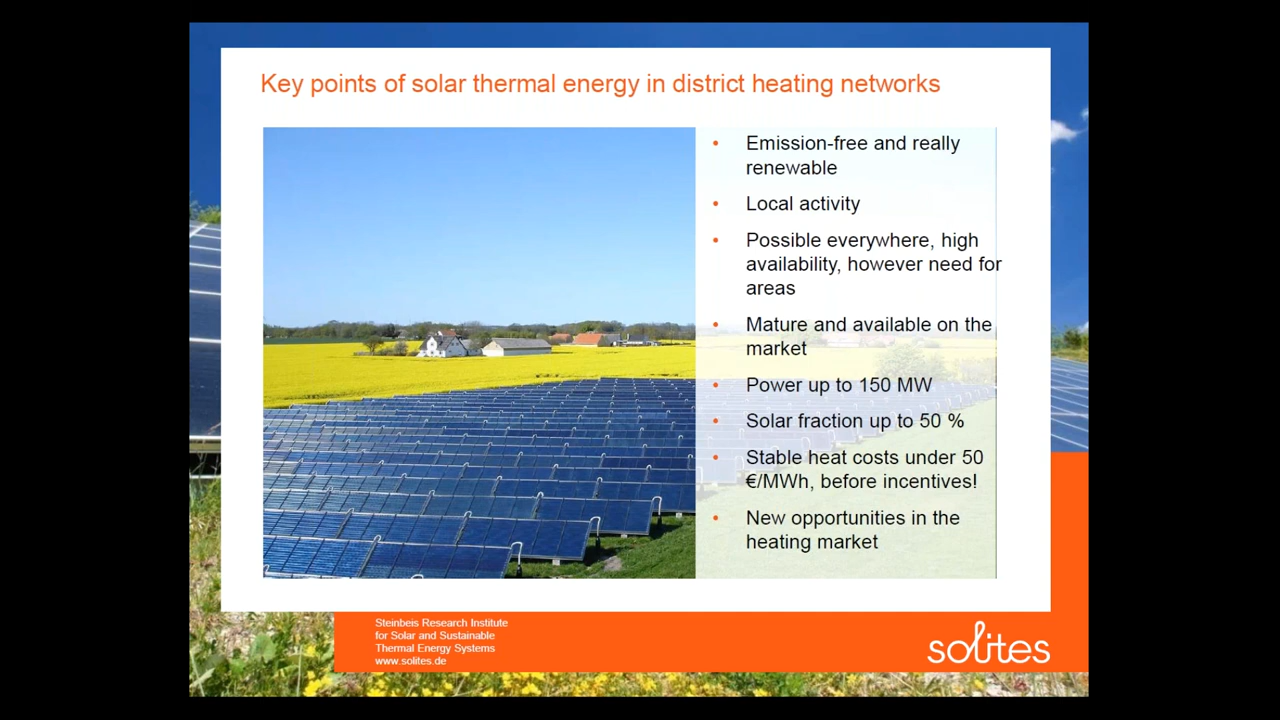 Key points of solar thermal energy in district heating networks
• Emission-free and really
renewable
• Local activity
• Possible everywhere, high
availability, however need for
areas
• Mature and available on the
market
• Power up to 150 MW
• Solar fraction up to 50 %
• Stable heat costs under 50
€/MWh, before incentives!
• New opportunities in the
heating market
Steinbeis Research Institute
for Solar and Sustainable
Thermal Energy Systems
www.solites.de
solites